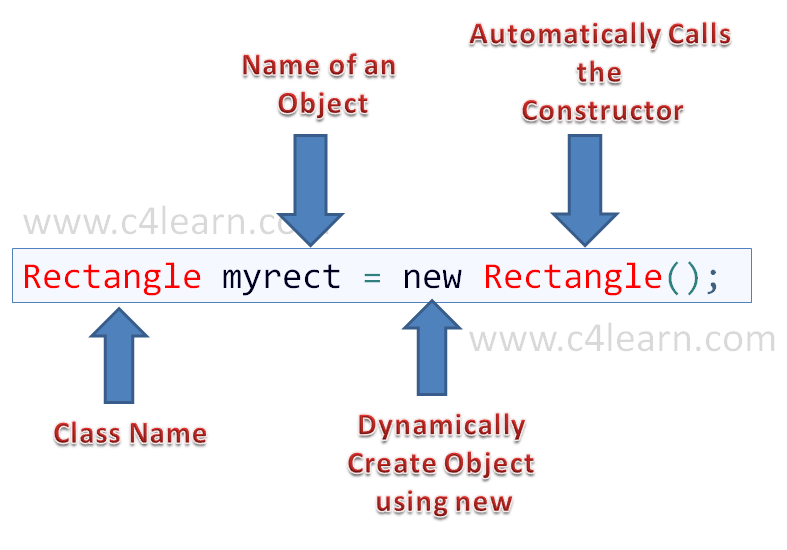 Name of an
Object
Automatically Calls
the
Constructor
www.c4learn.co
Rectangle myrect = new Rectangle();
www.c4learn.com
Class Name
Dynamically
Create Object
using new